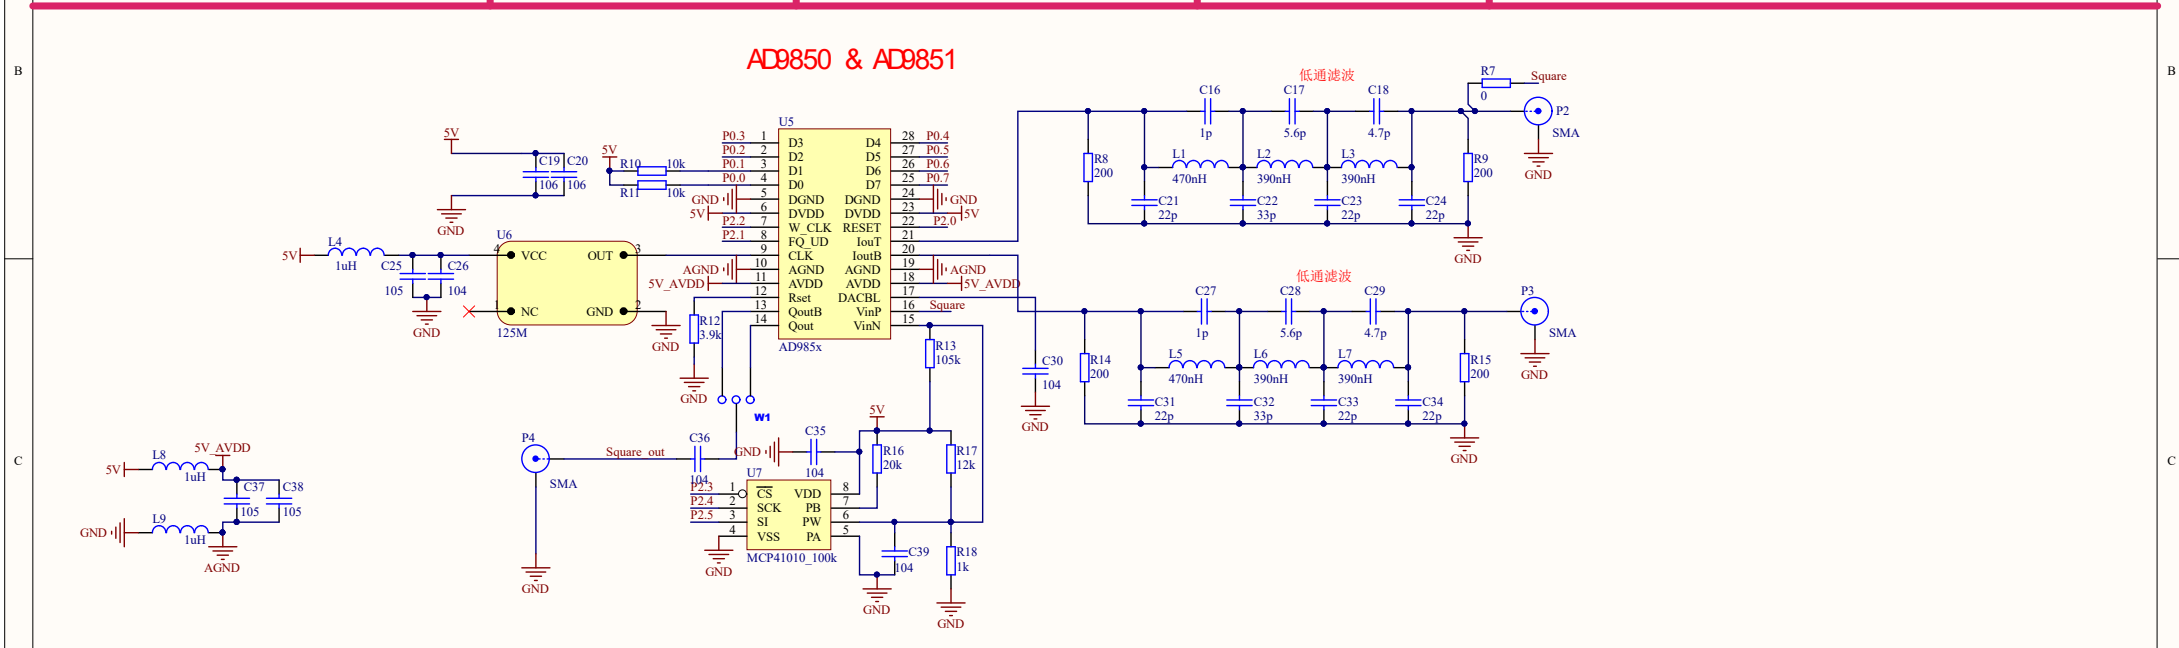 AD9850 & AD9851
B
B
C
C
5V
C19
106
C20
106
GND
5V
R10
10k
R11
10k
U5
P0.3
1
D3
D4
28
P0.4
P0.2
2
D2
D5
27
P0.5
P0.1
3
D1
D6
26
P0.6
P0.0
4
D0
D7
25
P0.7
GND
5
DGND
DGND
24
GND
5V
6
DVDD
DVDD
23
5V
P2.2
7
W_CLK
RESET
22
P2.0
P2.1
8
FQ_UD
IouT
21
9
CLK
IoutB
20
AGND
10
AGND
AGND
19
AGND
5V_AVDD
11
AVDD
AVDD
18
5V_AVDD
12
Rset
DACBL
17
13
QoutB
VinP
16
Square
14
Qout
VinN
15
AD985x
5V
L4
1uH
C25
105
C26
104
GND
U6
4
VCC
OUT
3
1
NC
GND
2
125M
GND
R12
3.9k
GND
W1
R13
105k
C30
104
GND
低通滤波
C16
1p
C17
5.6p
C18
4.7p
R7
0
Square
P2
SMA
GND
R8
200
L1
470nH
L2
390nH
L3
390nH
R9
200
C21
22p
C22
33p
C23
22p
C24
22p
GND
低通滤波
C27
1p
C28
5.6p
C29
4.7p
P3
SMA
GND
R14
200
L5
470nH
L6
390nH
L7
390nH
R15
200
C31
22p
C32
33p
C33
22p
C34
22p
GND
5V_AVDD
5V
L8
1uH
C37
105
C38
105
GND
L9
1uH
AGND
P4
SMA
GND
Square out
C36
104
GND
C35
104
5V
R16
20k
R17
12k
U7
P2.3
1
CS
VDD
8
P2.4
2
SCK
PB
7
P2.5
3
SI
PW
6
4
VSS
PA
5
MCP41010_100k
GND
C39
104
GND
R18
1k
GND